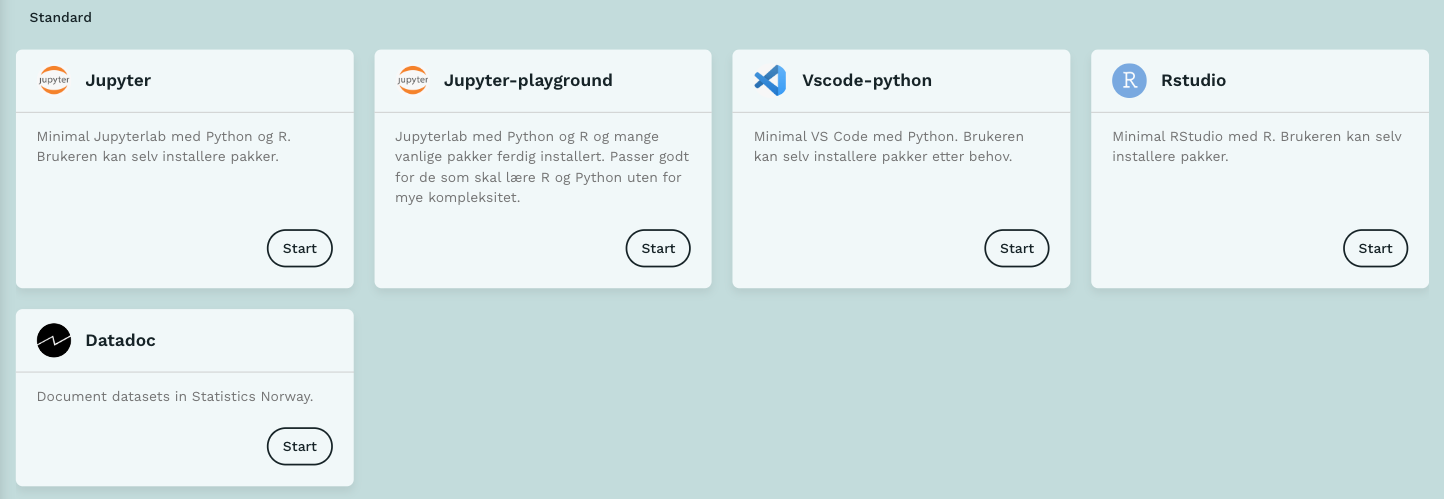 Standard
jupyter
Jupyter
Minimal Jupyterlab med Python og R.
Brukeren kan selv installere pakker.
Start
jupyter
Jupyter-playground
Jupyterlab med Python og R og mange
vanlige pakker ferdig installert. Passer godt
for de som skal lære R og Python uten for
mye kompleksitet.
Start
Vscode-python
Minimal VS Code med Python. Brukeren
kan selv installere pakker etter behov.
Start
R
Rstudio
Minimal RStudio med R. Brukeren kan selv
installere pakker.
Start
Datadoc
Document datasets in Statistics Norway.
Start